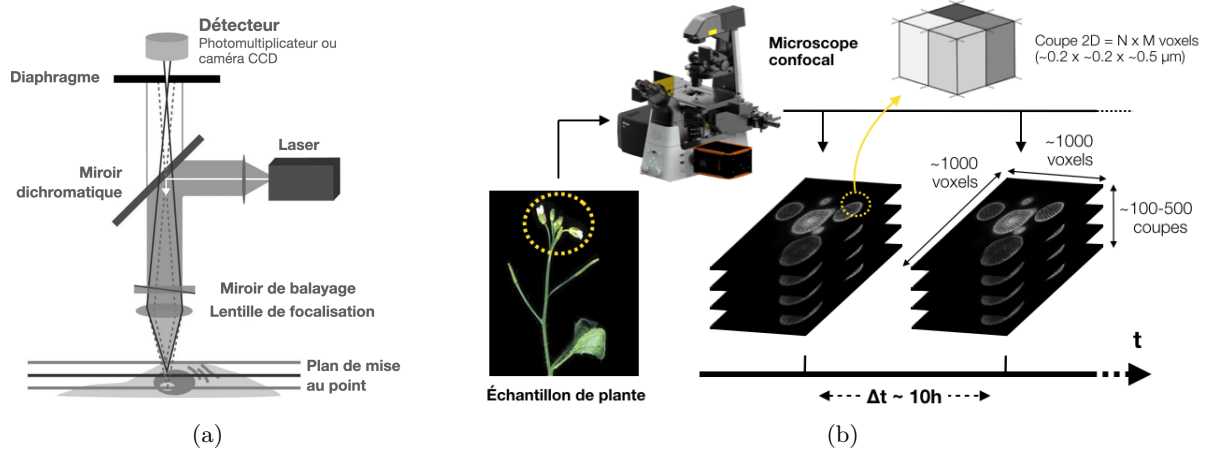 Détecteur
Photomultiplicateur ou
caméra CCD
Diaphragme
Laser
Miroir
dichromatique
Miroir de balayage
Lentille de focalisation
Plan de mise
au point
(a)
Microscope
confocal
Coupe 2D = N x M voxels
(~0.2 x ~0.2 x ~0.5 μm)
~1000
voxels
~1000
voxels
~100-500
coupes
Échantillon de plante
t
Δt ~ 10h
(b)